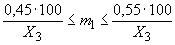 0,45·100 / X₃ ≤ m₁ ≤ 0,55·100 / X₃